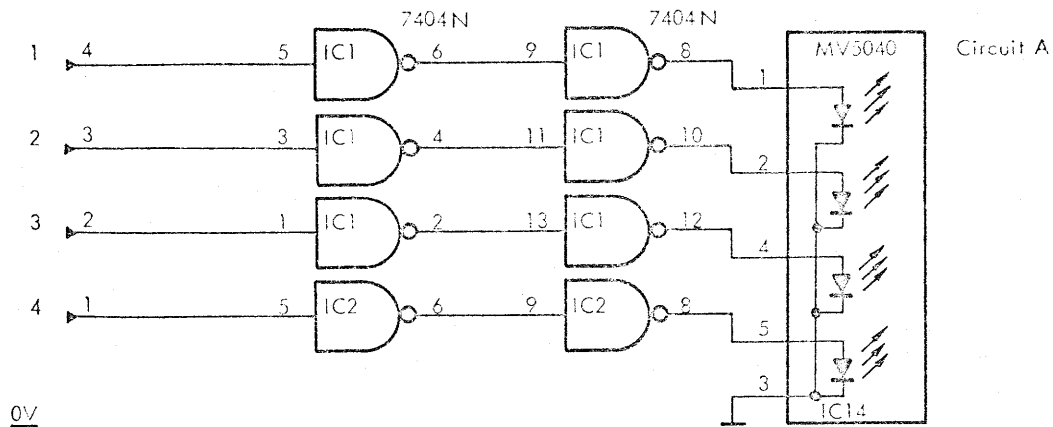 7404N 7404N
MV5040 Circuit A
1 4 5 IC1 6 9 IC1 8 1
2 3 3 IC1 4 11 IC1 10 2
3 2 1 IC1 2 13 IC1 12 4
4 1 5 IC2 6 9 IC2 8 5
3
0V IC14